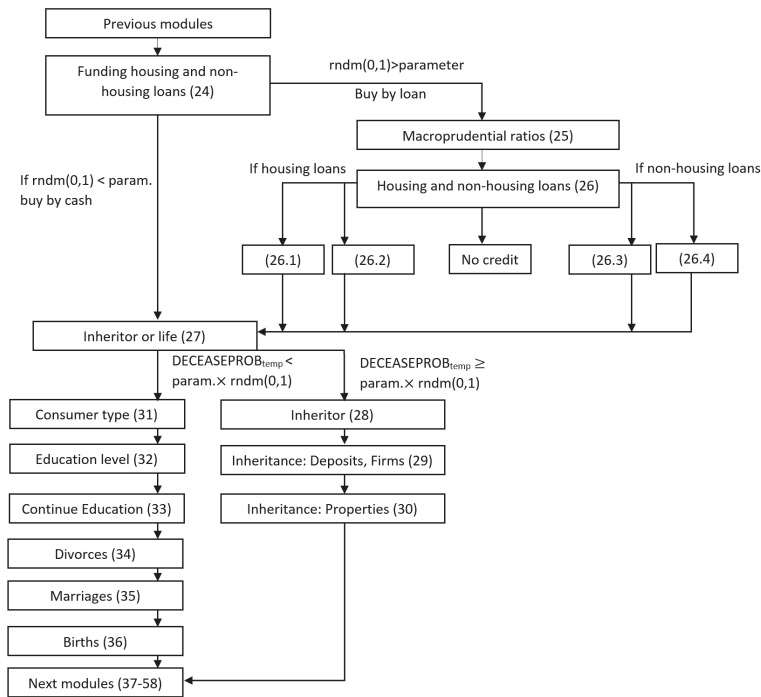 Previous modules
Funding housing and non-
housing loans (24)
rndm(0,1)>parameter
Buy by loan
Macroprudential ratios (25)
If housing loans
If non-housing loans
Housing and non-housing loans (26)
If rndm(0,1) < param.
buy by cash
(26.1)
(26.2)
No credit
(26.3)
(26.4)
Inheritor or life (27)
DECEASEPROBtemp <
param.× rndm(0,1)
DECEASEPROBtemp ≥
param.× rndm(0,1)
Consumer type (31)
Inheritor (28)
Education level (32)
Inheritance: Deposits, Firms (29)
Continue Education (33)
Inheritance: Properties (30)
Divorces (34)
Marriages (35)
Births (36)
Next modules (37-58)